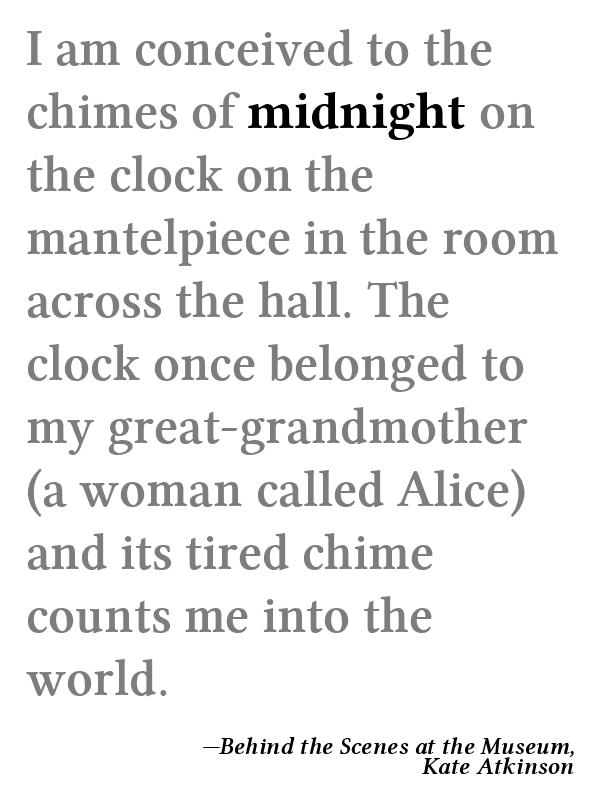 I am conceived to the
chimes of midnight on
the clock on the
mantelpiece in the room
across the hall. The
clock once belonged to
my great-grandmother
(a woman called Alice)
and its tired chime
counts me into the
world.
—Behind the Scenes at the Museum,
Kate Atkinson